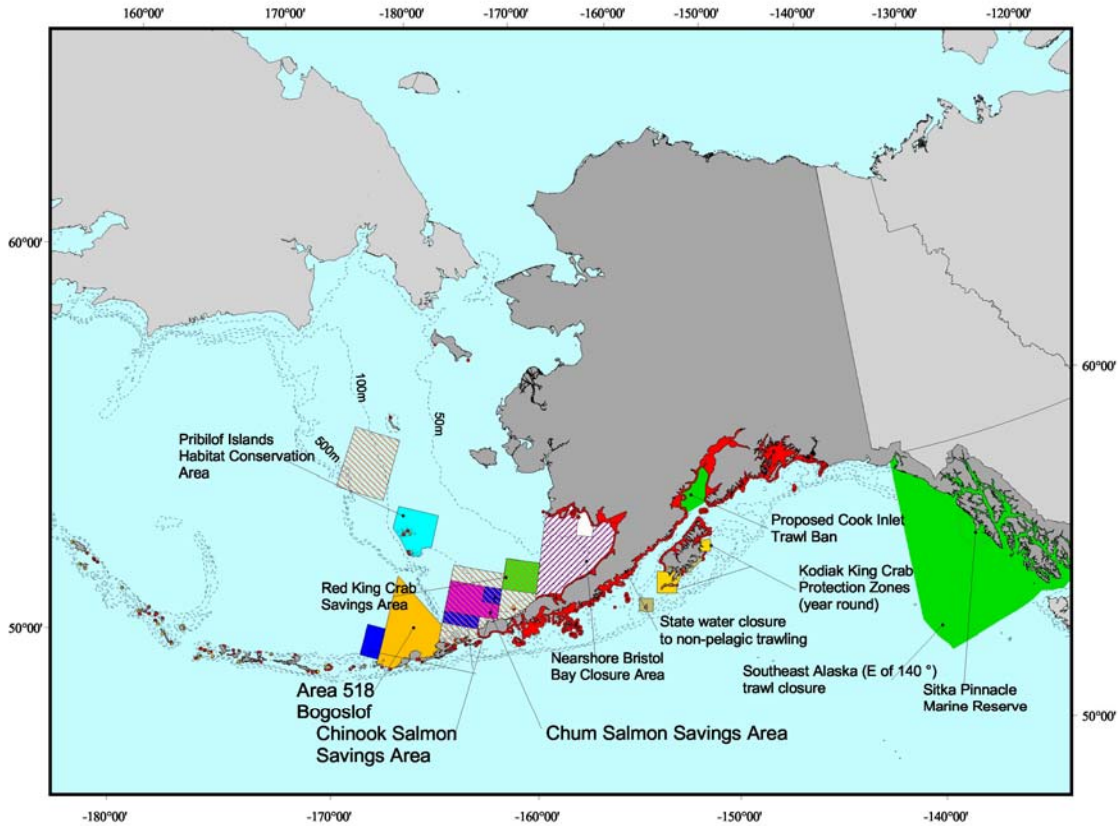 160°00'
170°00'
-180°00'
-170°00'
-160°00'
-150°00'
-140°00'
-130°00'
-120°00'
60°00'
60°00'
100m
50m
500m
Pribilof Islands
Habitat Conservation
Area
Proposed Cook Inlet
Trawl Ban
Kodiak King Crab
Protection Zones
(year round)
Red King Crab
Savings Area
50°00'
State water closure
to non-pelagic trawling
Nearshore Bristol
Bay Closure Area
Southeast Alaska (E of 140 °)
trawl closure
Sitka Pinnacle
Marine Reserve
Area 518
Bogoslof
Chinook Salmon
Savings Area
Chum Salmon Savings Area
50°00'
-180°00'
-170°00'
-160°00'
-150°00'
-140°00'